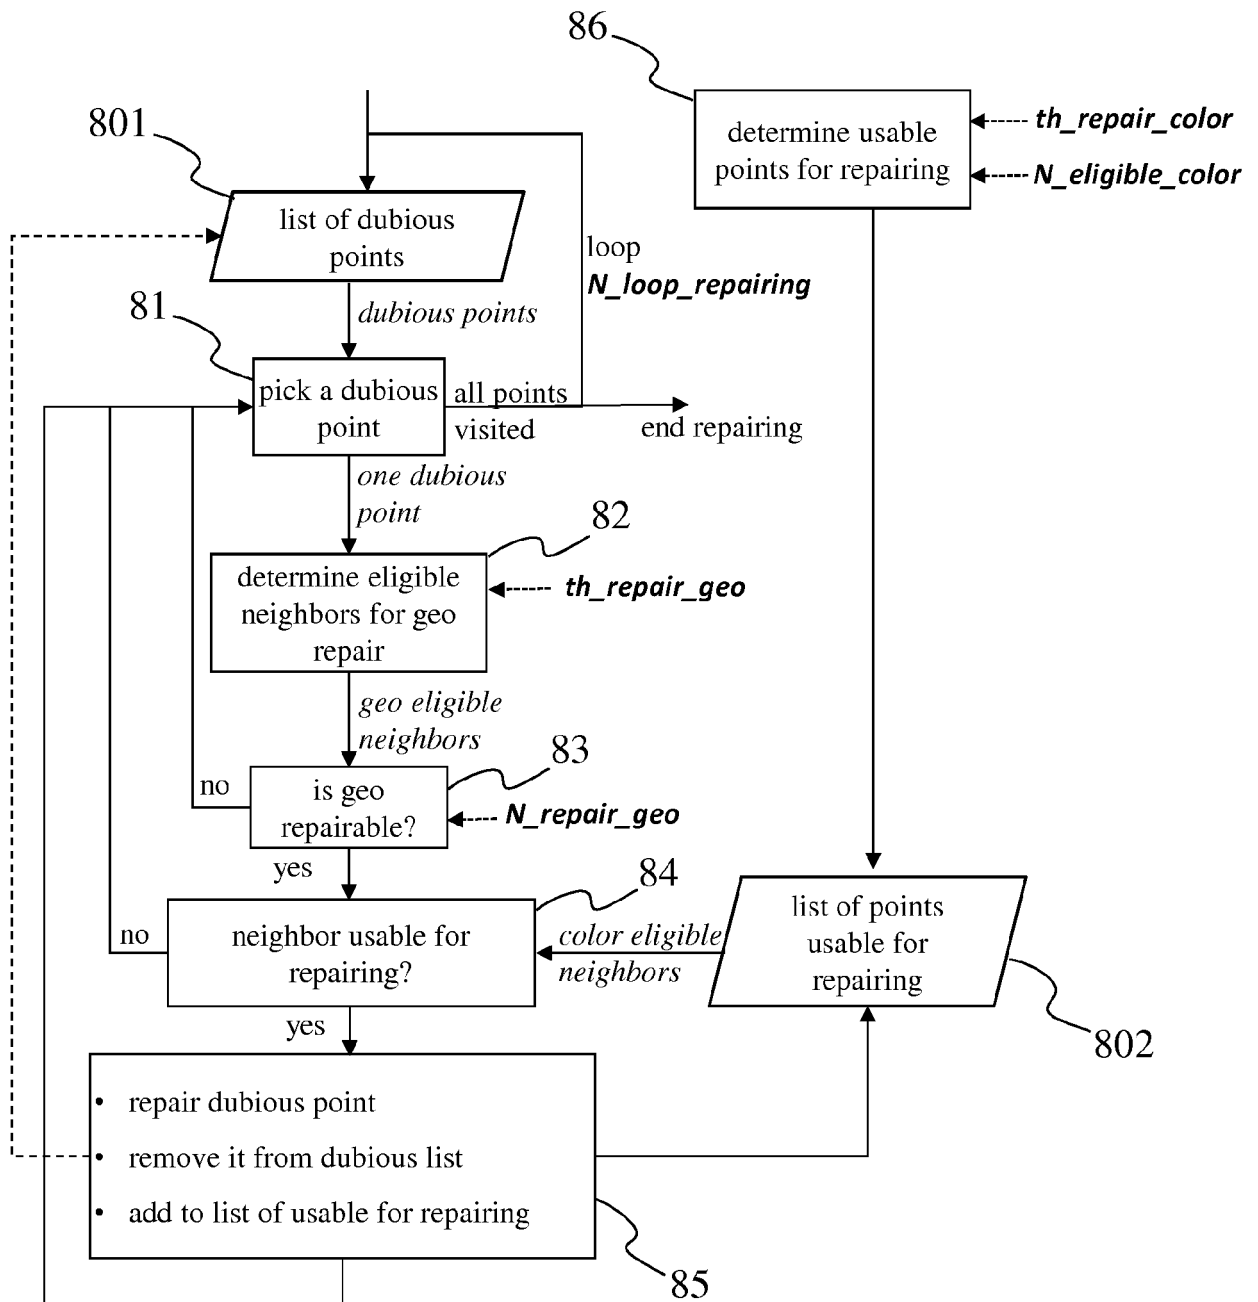 86
801
determine usable
points for repairing
th_repair_color
N_eligible_color
list of dubious
points
loop
N_loop_repairing
81
dubious points
pick a dubious
point
all points
visited
end repairing
one dubious
point
82
determine eligible
neighbors for geo
repair
th_repair_geo
geo eligible
neighbors
83
no
is geo
repairable?
N_repair_geo
yes
84
no
neighbor usable for
repairing?
color eligible
neighbors
list of points
usable for
repairing
yes
802
• repair dubious point
• remove it from dubious list
• add to list of usable for repairing
85